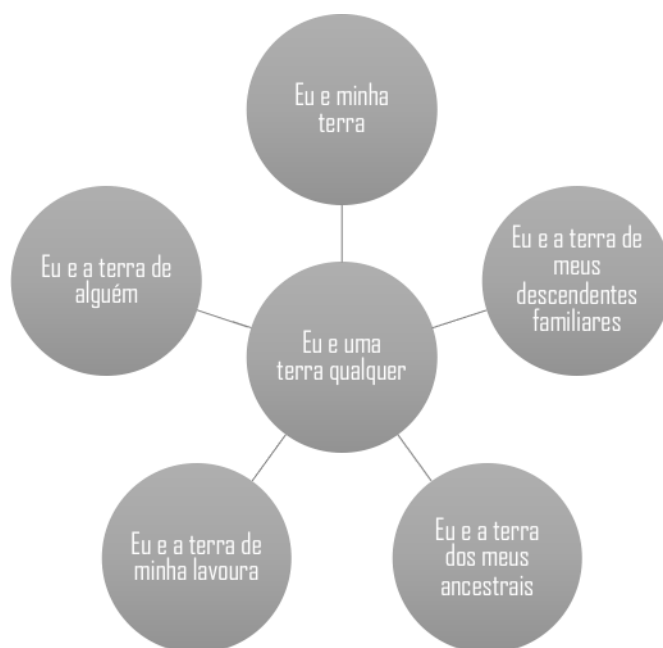 Eu e minha
terra
Eu e a terra de
meus
descendentes
familiares
Eu e a terra
dos meus
ancestrais
Eu e a terra de
minha lavoura
Eu e a terra de
alguém
Eu e uma
terra qualquer